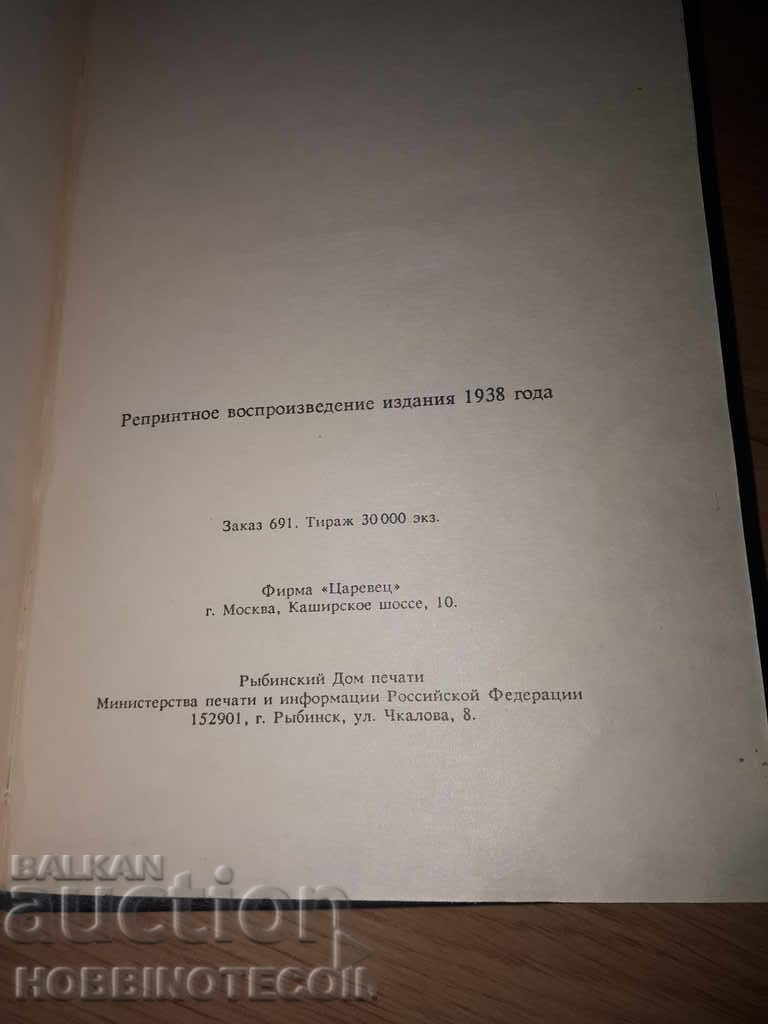 Репринтное воспроизведение издания 1938 года
Заказ 691. Тираж 30 000 экз.
Фирма «Царевец»
г. Москва, Каширское шоссе, 10.
Рыбинский Дом печати
Министерства печати и информации Российской Федерации
152901, г. Рыбинск, ул. Чкалова, 8.
BALKAN
auction
HOBBINOTECOIL